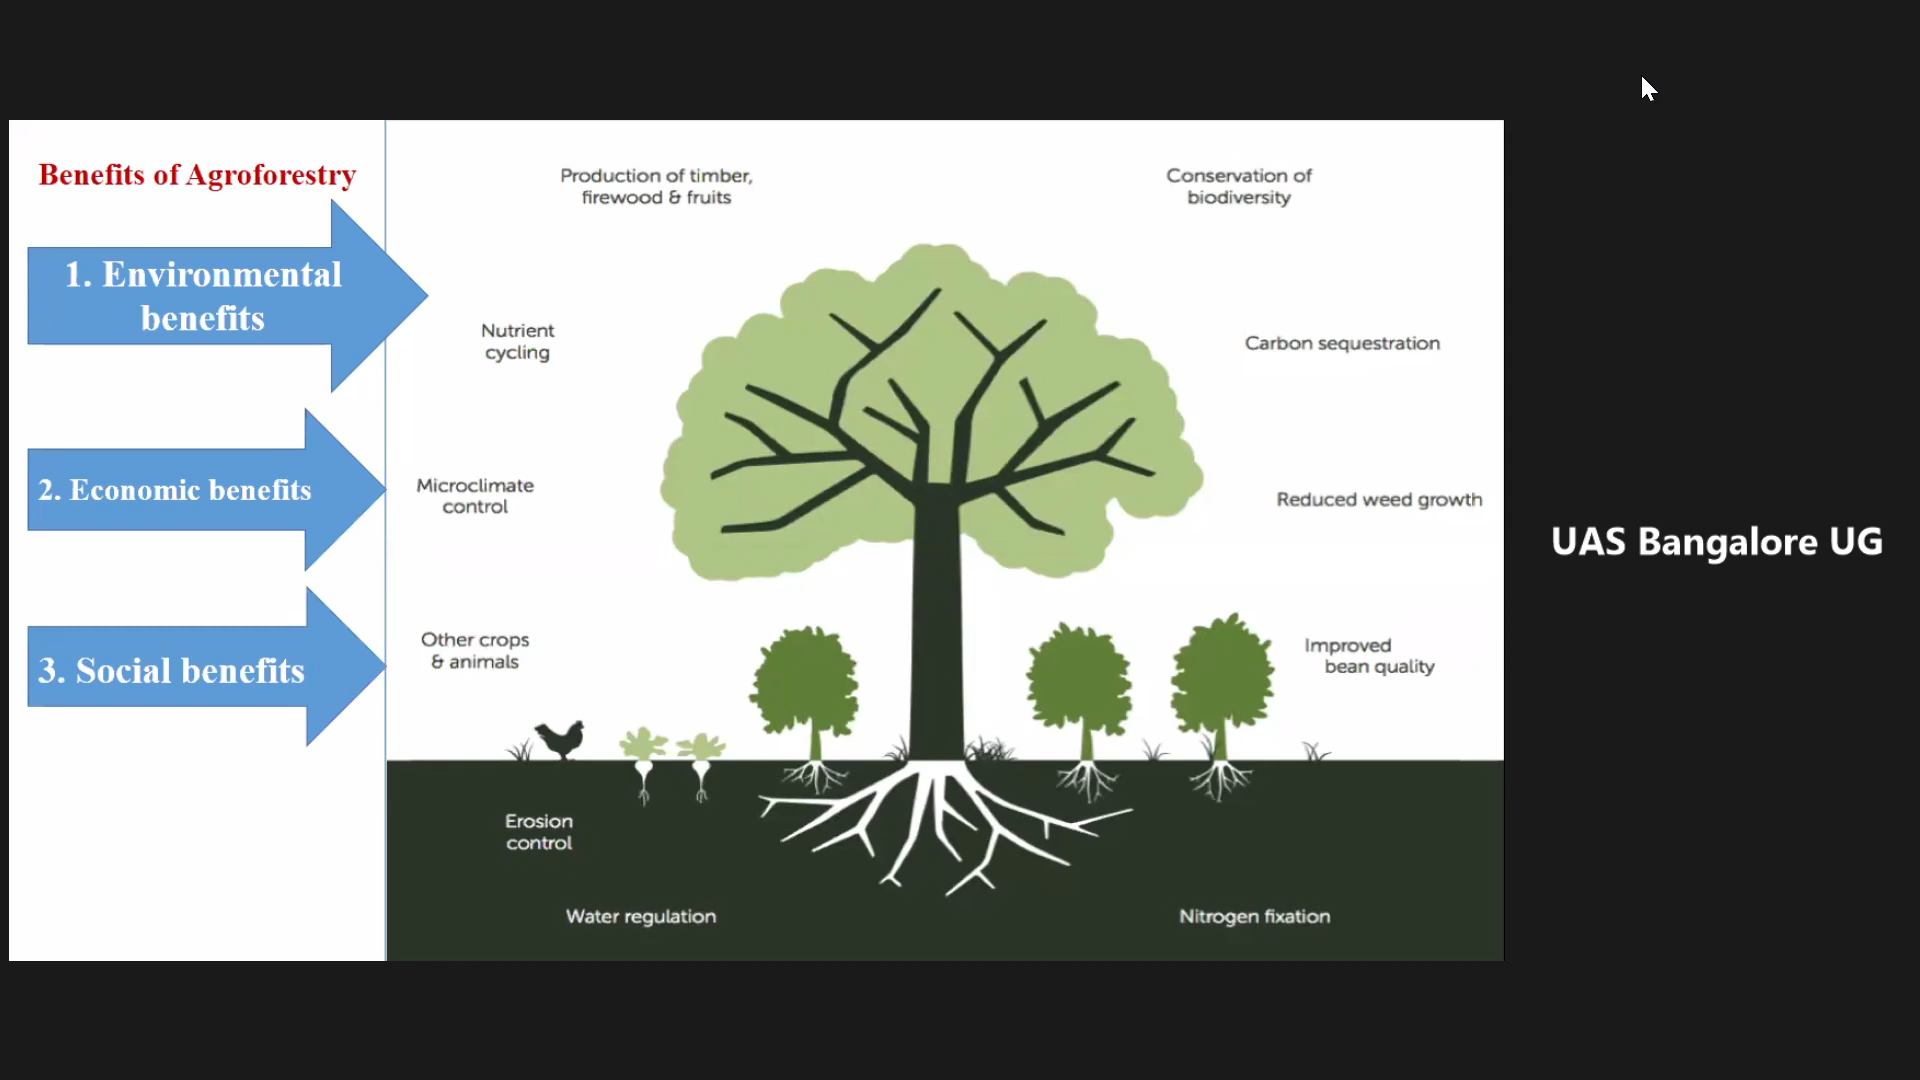 Benefits of Agroforestry
1. Environmental
benefits
2. Economic benefits
3. Social benefits
Production of timber,
firewood & fruits
Conservation of
biodiversity
Nutrient
cycling
Carbon sequestration
Microclimate
control
Reduced weed growth
Other crops
& animals
Improved
bean quality
Erosion
control
Water regulation
Nitrogen fixation
UAS Bangalore UG